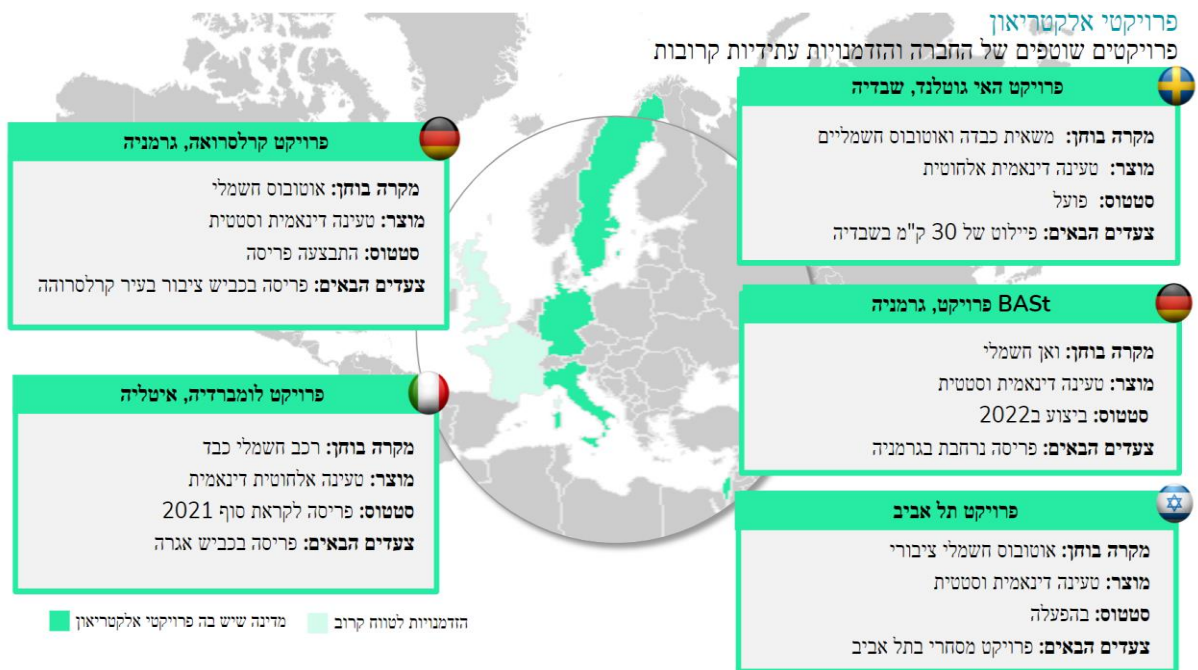 פרויקטי אלקטריאון
פרויקטים שוטפים של החברה והזדמנויות עתידיות קרובות
פרויקט האי גוטלנד, שבדיה
מקרה בוחן: משאית כבדה ואוטובוס חשמליים
מוצר: טעינה דינאמית אלחוטית
סטטוס: פועל
צעדים הבאים: פיילוט של 30 ק"מ בשבדיה
BASt פרויקט, גרמניה
מקרה בוחן: ואן חשמלי
מוצר: טעינה דינאמית וסטטית
סטטוס: ביצוע ב2022
צעדים הבאים: פריסה נרחבת בגרמניה
פרויקט תל אביב
מקרה בוחן: אוטובוס חשמלי ציבורי
מוצר: טעינה דינאמית וסטטית
סטטוס: בהפעלה
צעדים הבאים: פרויקט מסחרי בתל אביב
פרויקט קרלסרואה, גרמניה
מקרה בוחן: אוטובוס חשמלי
מוצר: טעינה דינאמית וסטטית
סטטוס: התבצעה פריסה
צעדים הבאים: פריסה בכביש ציבור בעיר קרלסרוהה
פרויקט לומברדיה, איטליה
מקרה בוחן: רכב חשמלי כבד
מוצר: טעינה אלחוטית דינאמית
סטטוס: פריסה לקראת סוף 2021
צעדים הבאים: פריסה בכביש אגרה
הזדמנויות לטווח קרוב
מדינה שיש בה פרויקטי אלקטריאון